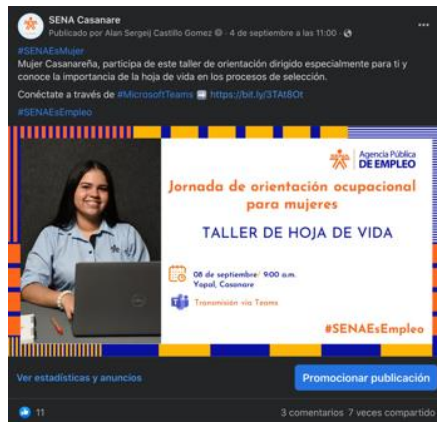 SENA Casanare
Publicado por Alan Sergeij Castillo Gomez · 4 de septiembre a las 11:00 ·
#SENAEsMujer
Mujer Casanareña, participa de este taller de orientación dirigido especialmente para ti y
conoce la importancia de la hoja de vida en los procesos de selección.
Conéctate a través de #MicrosoftTeams ➡ https://bit.ly/3TAt8Ot
#SENAEsEmpleo
Agencia Pública
DE EMPLEO
Jornada de orientación ocupacional
para mujeres
TALLER DE HOJA DE VIDA
08 de septiembre/ 9:00 a.m.
Yopal, Casanare
Transmisión vía Teams
#SENAEsEmpleo
Ver estadísticas y anuncios
Promocionar publicación
11
3 comentarios 7 veces compartido